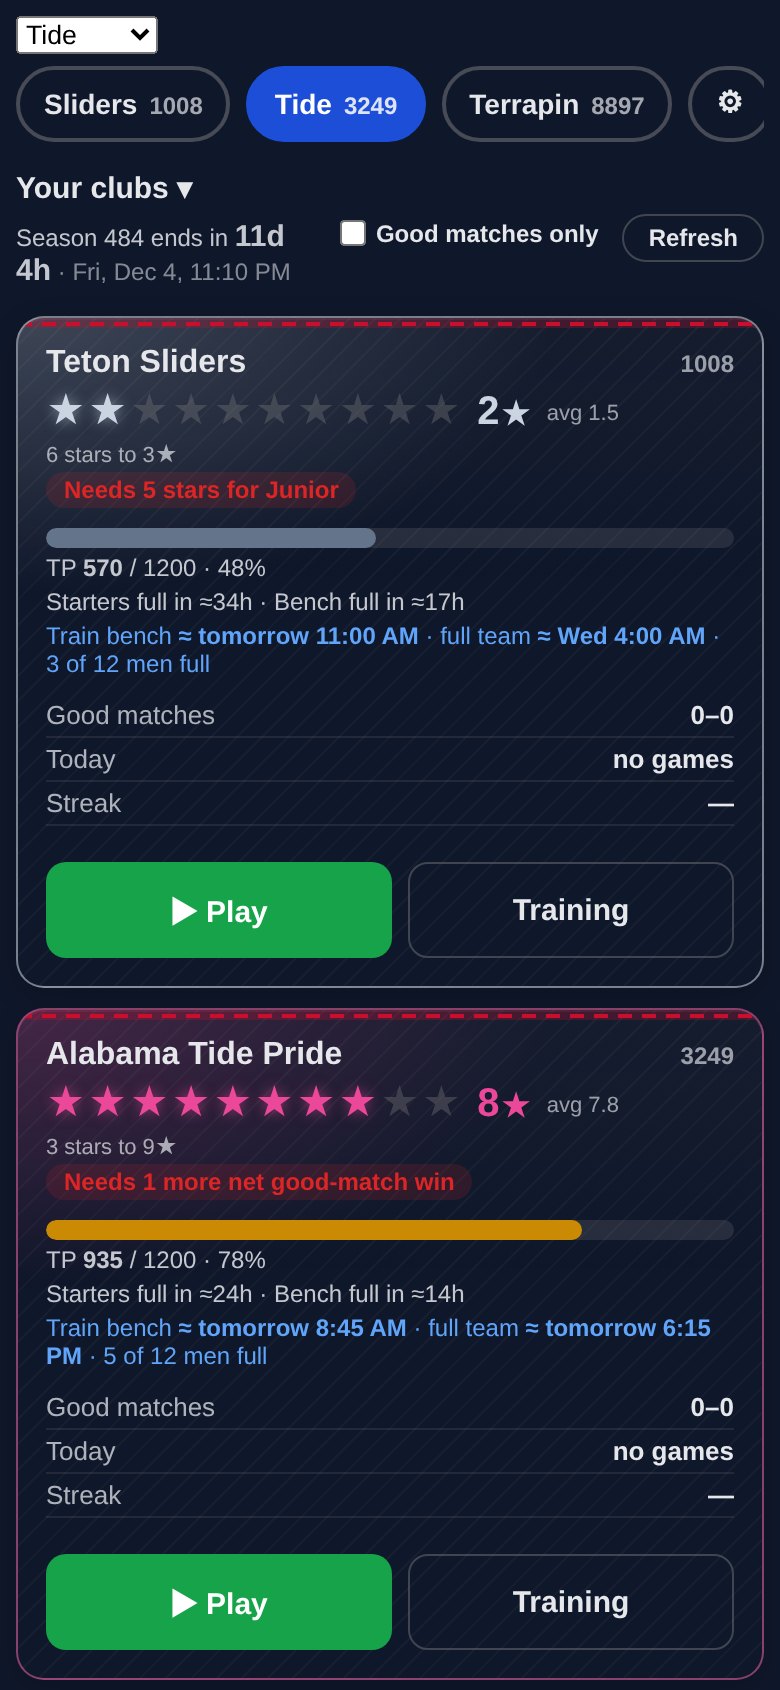 Tide
Sliders 1008 Tide 3249 Terrapin 8897 ⚙
Your clubs ▾
Season 484 ends in 11d
4h · Fri, Dec 4, 11:10 PM
Good matches only
Refresh
Teton Sliders 1008
★★★★★★★★★★ 2★ avg 1.5
6 stars to 3★
Needs 5 stars for Junior
TP 570 / 1200 · 48%
Starters full in ≈34h · Bench full in ≈17h
Train bench ≈ tomorrow 11:00 AM · full team ≈ Wed 4:00 AM ·
3 of 12 men full
Good matches 0–0
Today no games
Streak —
▶ Play Training
Alabama Tide Pride 3249
★★★★★★★★★★ 8★ avg 7.8
3 stars to 9★
Needs 1 more net good-match win
TP 935 / 1200 · 78%
Starters full in ≈24h · Bench full in ≈14h
Train bench ≈ tomorrow 8:45 AM · full team ≈ tomorrow 6:15
PM · 5 of 12 men full
Good matches 0–0
Today no games
Streak —
▶ Play Training